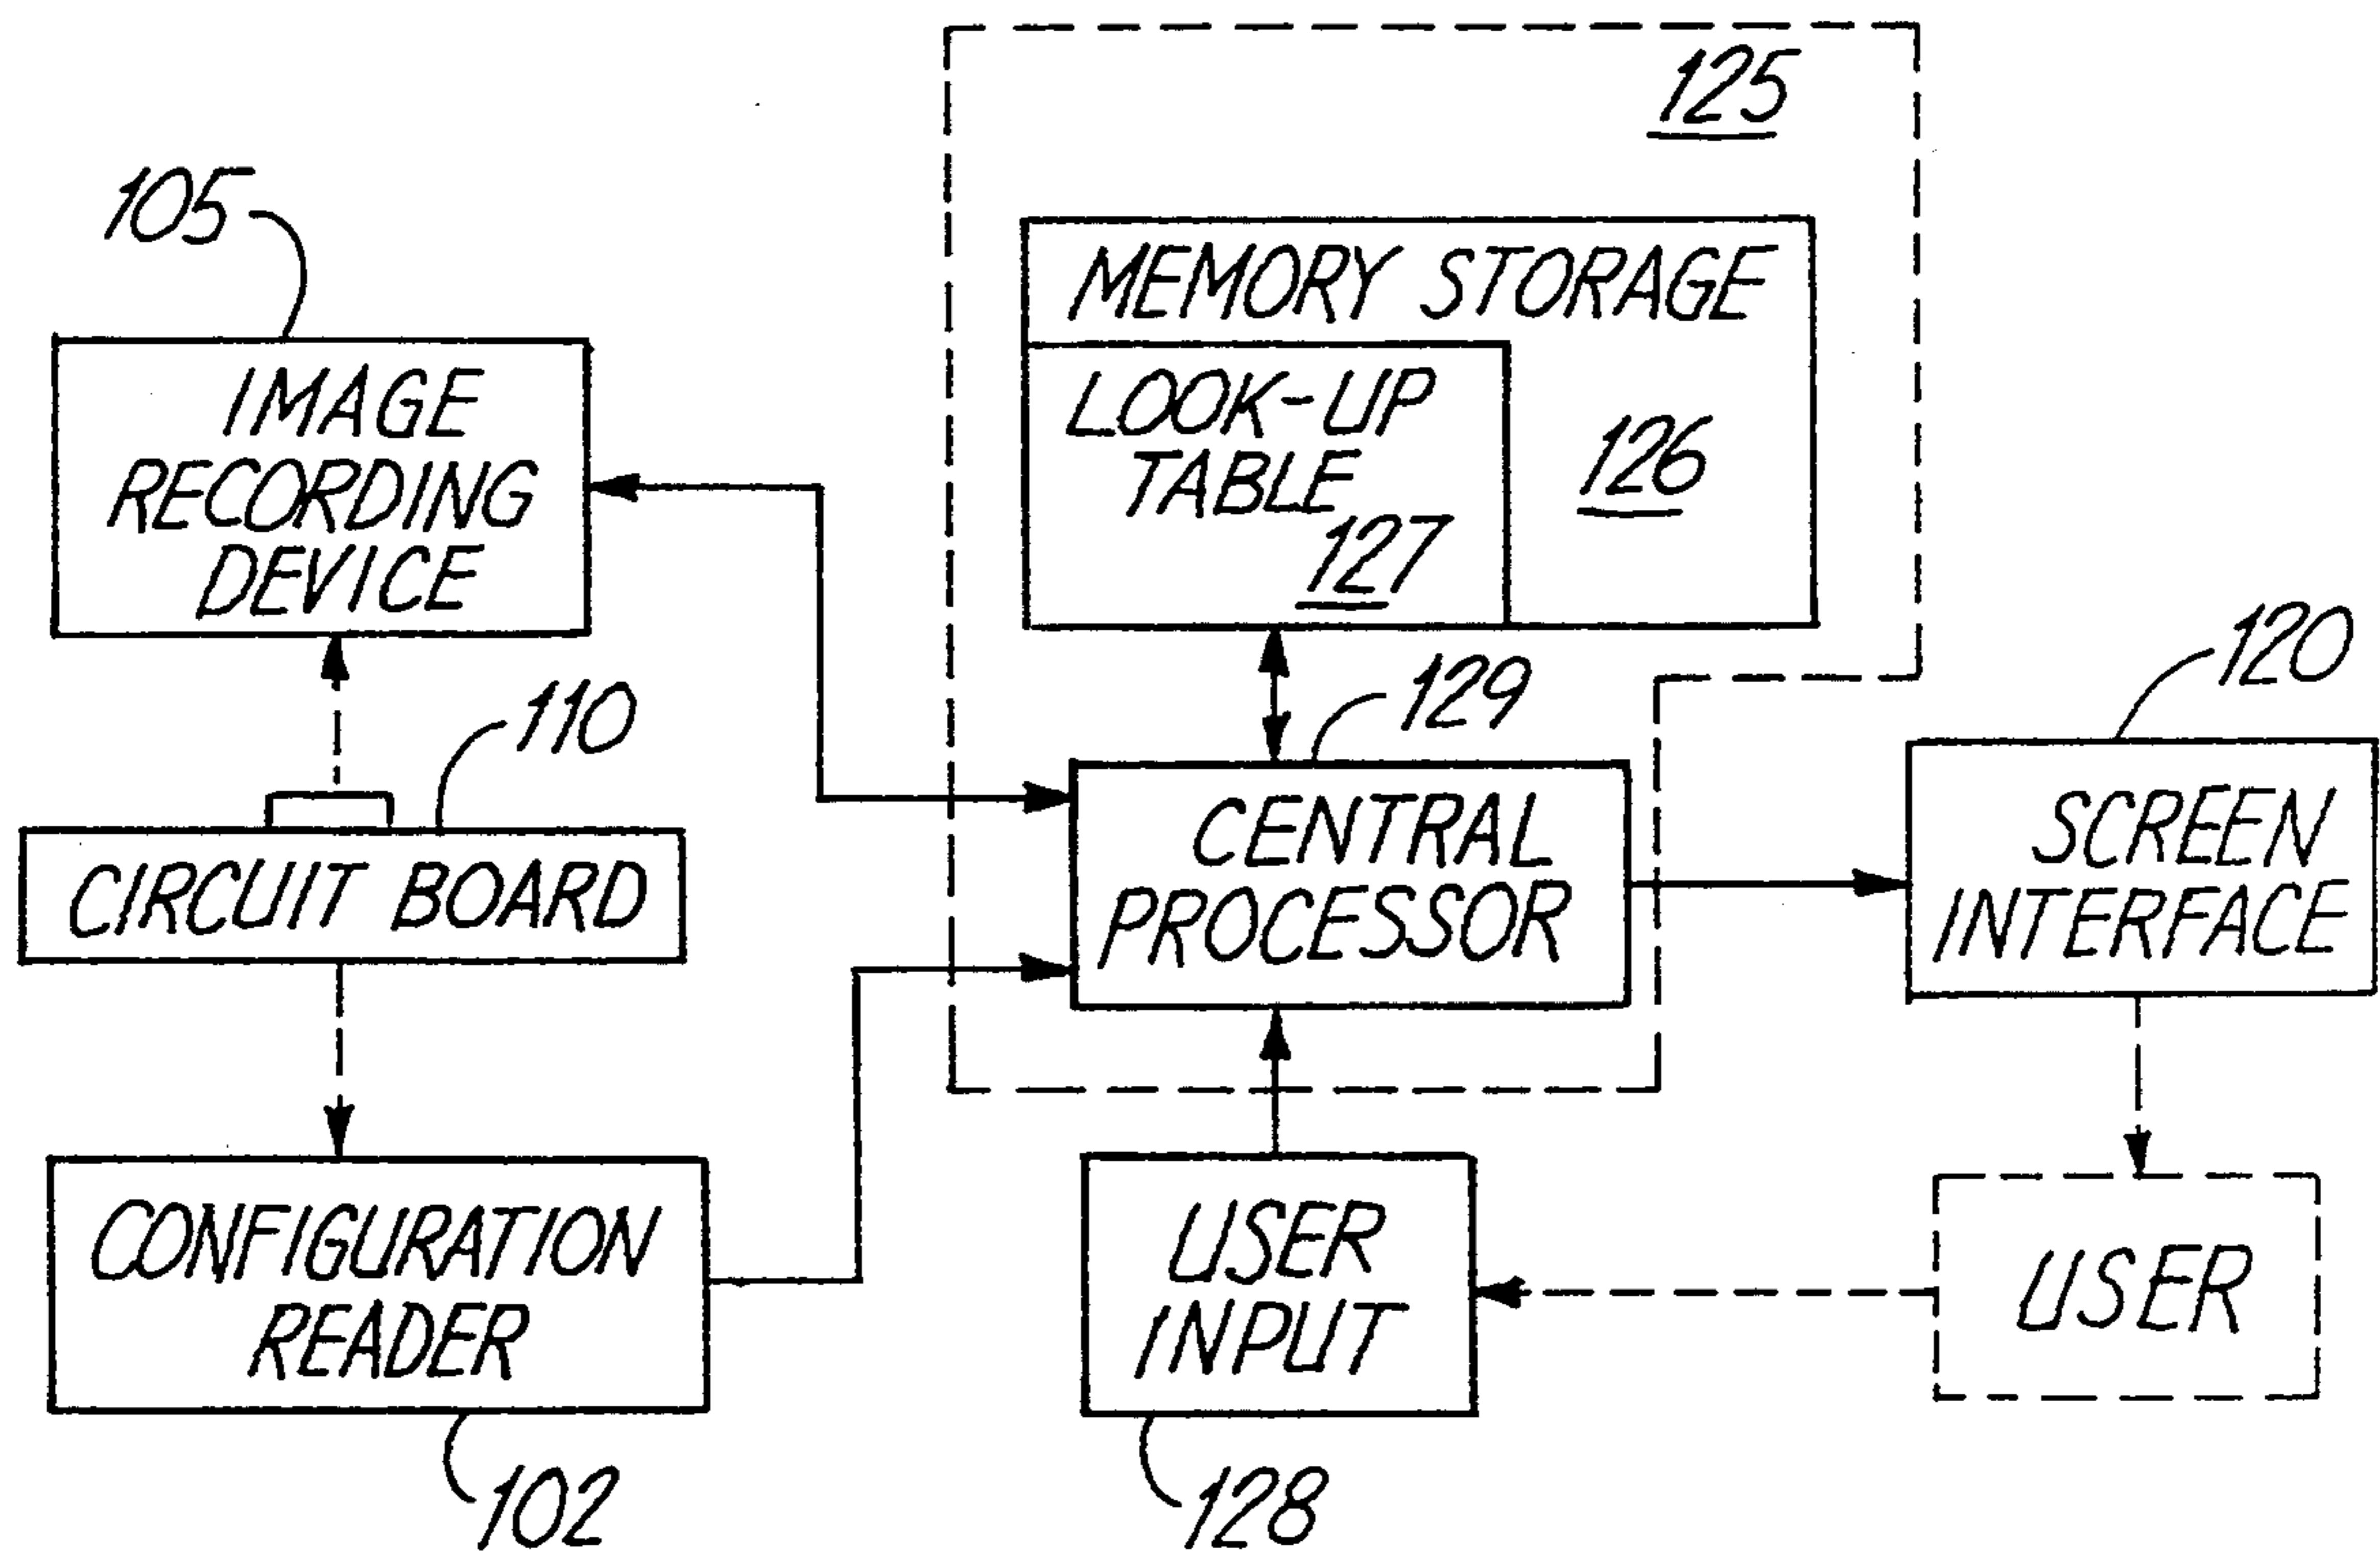 125
105
MEMORY STORAGE
LOOK-UP
TABLE
127
126
IMAGE
RECORDING
DEVICE
110
129
120
CIRCUIT BOARD
CENTRAL
PROCESSOR
SCREEN
INTERFACE
CONFIGURATION
READER
102
USER
INPUT
128
USER